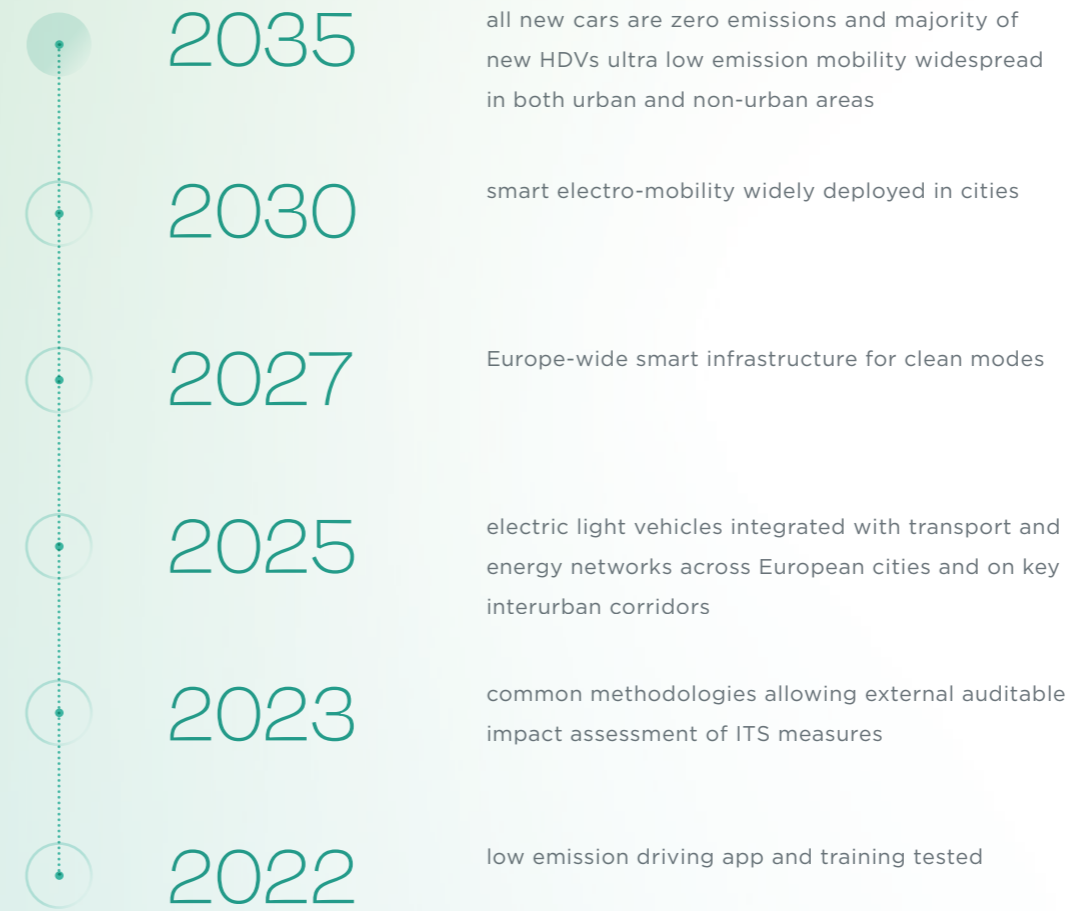 2035
all new cars are zero emissions and majority of
new HDVs ultra low emission mobility widespread
in both urban and non-urban areas
2030
smart electro-mobility widely deployed in cities
2027
Europe-wide smart infrastructure for clean modes
2025
electric light vehicles integrated with transport and
energy networks across European cities and on key
interurban corridors
2023
common methodologies allowing external auditable
impact assessment of ITS measures
2022
low emission driving app and training tested